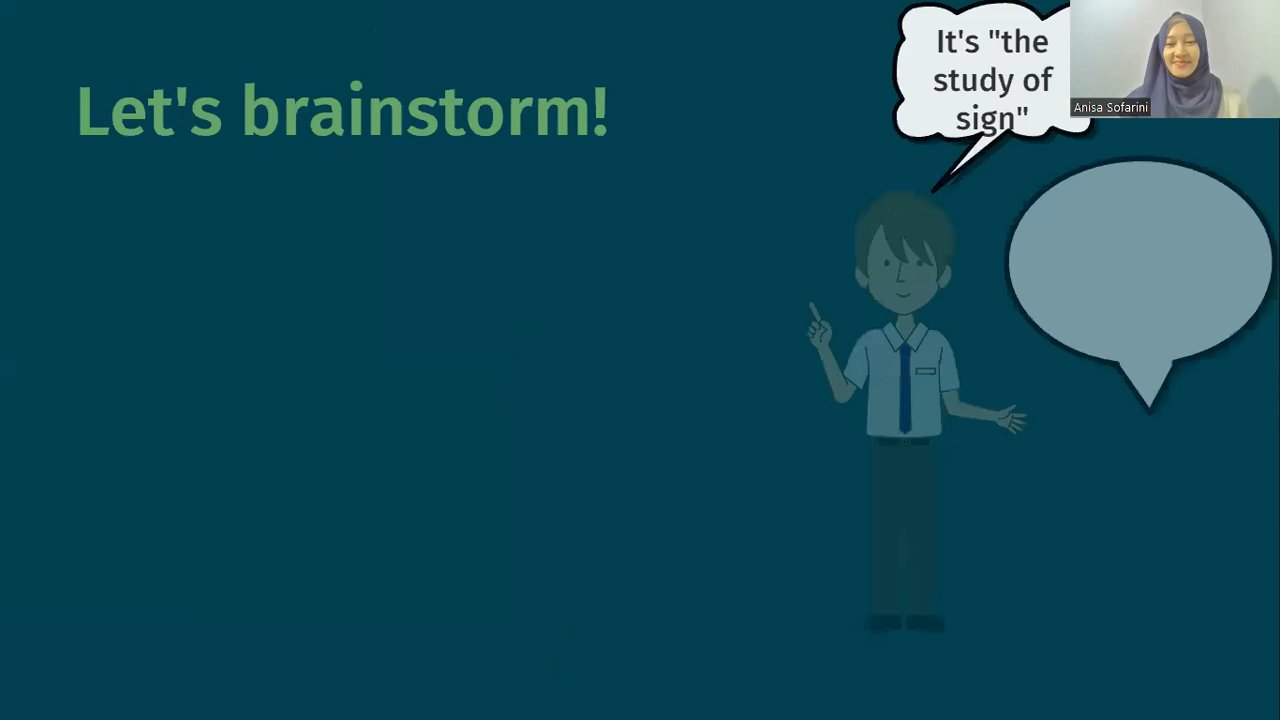 Let's brainstorm!
It's "the
study of
sign"
Anisa Sofarini